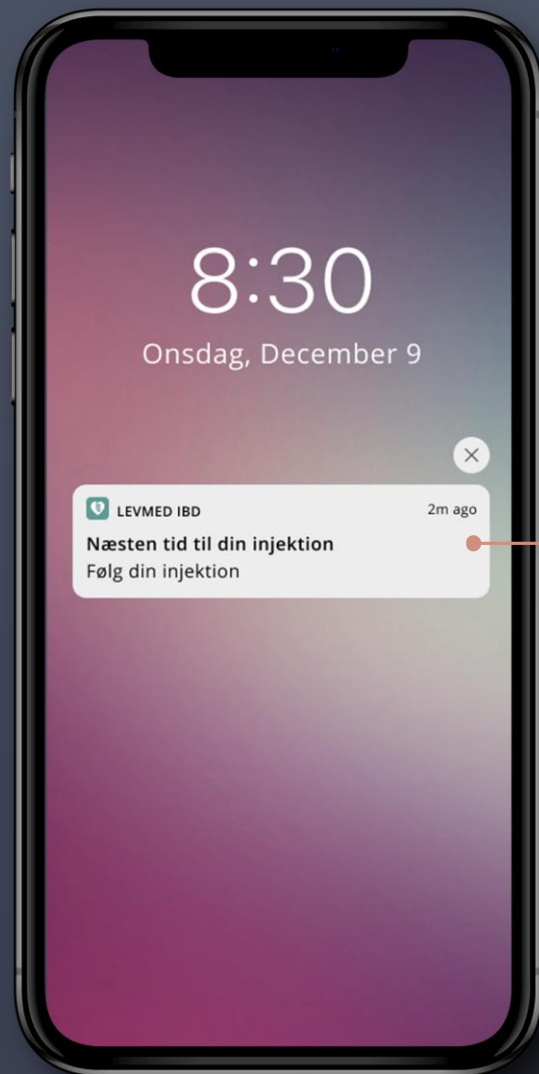 8:30
Onsdag, December 9
LEVMED IBD
2m ago
Næsten tid til din injektion
Følg din injektion